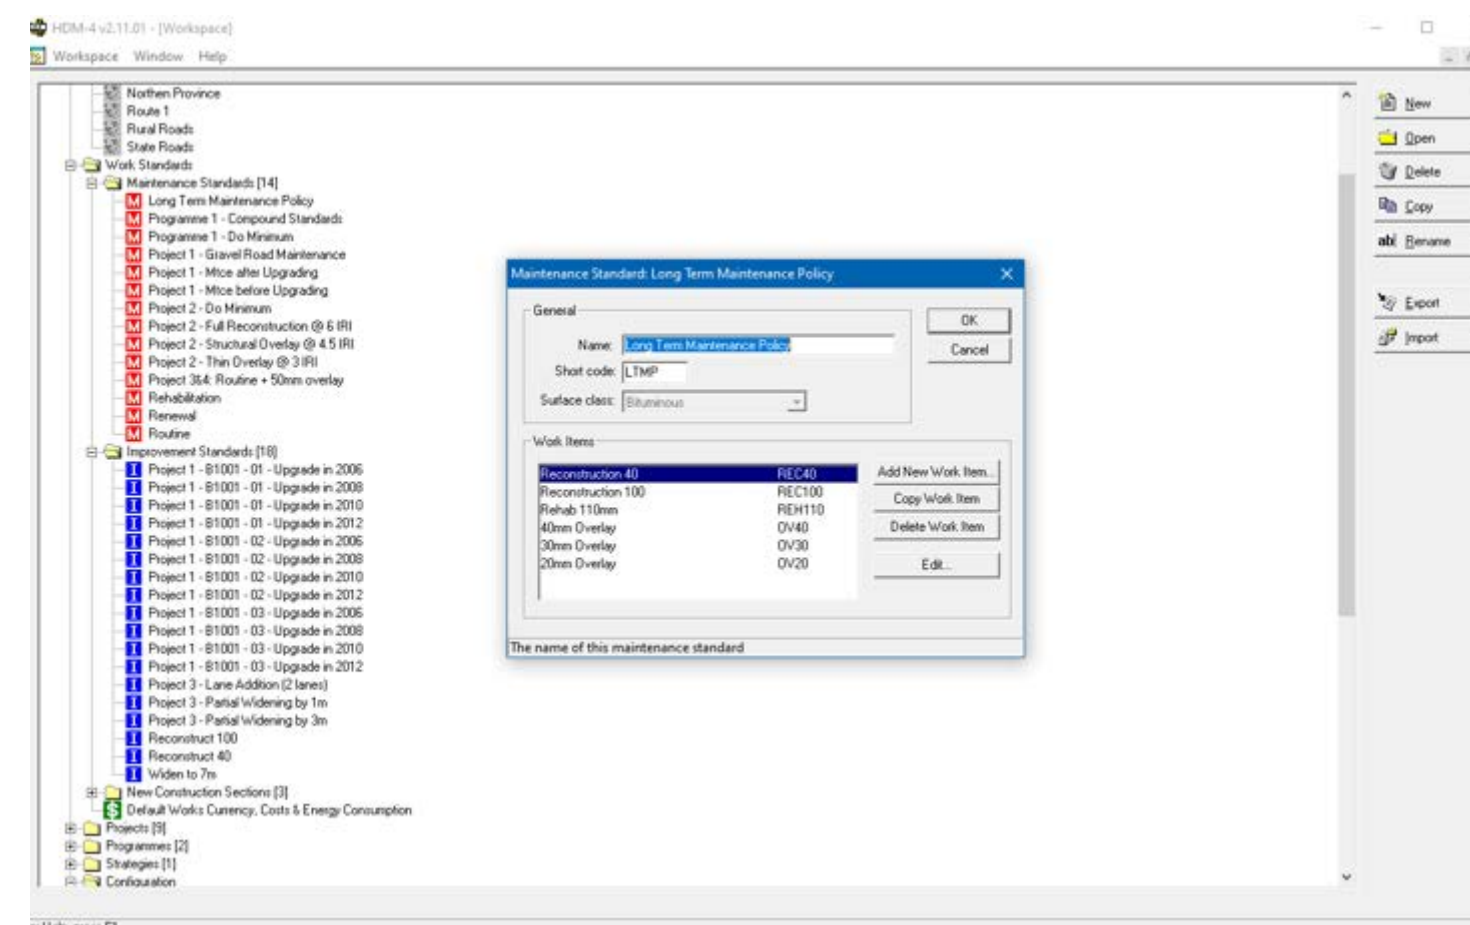 HDM-4 v2.11.01 - [Workspace]
Workspace Window Help
Northen Province
Route 1
Rural Roads
State Roads
Work Standards
Maintenance Standards [14]
M Long Term Maintenance Policy
M Programme 1 - Compound Standards
M Programme 1 - Do Minimum
M Project 1 - Gravel Road Maintenance
M Project 1 - Mtce after Upgrading
M Project 1 - Mtce before Upgrading
M Project 2 - Do Minimum
M Project 2 - Full Reconstruction @ 6 IRI
M Project 2 - Structural Overlay @ 4.5 IRI
M Project 2 - Thin Overlay @ 3 IRI
M Project 3&4: Routine + 50mm overlay
M Rehabilitation
M Renewal
M Routine
Improvement Standards [18]
I Project 1 - B1001 - 01 - Upgrade in 2006
I Project 1 - B1001 - 01 - Upgrade in 2008
I Project 1 - B1001 - 01 - Upgrade in 2010
I Project 1 - B1001 - 01 - Upgrade in 2012
I Project 1 - B1001 - 02 - Upgrade in 2006
I Project 1 - B1001 - 02 - Upgrade in 2008
I Project 1 - B1001 - 02 - Upgrade in 2010
I Project 1 - B1001 - 02 - Upgrade in 2012
I Project 1 - B1001 - 03 - Upgrade in 2006
I Project 1 - B1001 - 03 - Upgrade in 2008
I Project 1 - B1001 - 03 - Upgrade in 2010
I Project 1 - B1001 - 03 - Upgrade in 2012
I Project 3 - Lane Addition (2 lanes)
I Project 3 - Partial Widening by 1m
I Project 3 - Partial Widening by 3m
I Reconstruct 100
I Reconstruct 40
I Widen to 7m
New Construction Sections [3]
$ Default Works Currency, Costs & Energy Consumption
Projects [9]
Programmes [2]
Strategies [1]
Configuration
Maintenance Standard: Long Term Maintenance Policy
General
Name: Long Term Maintenance Policy
Short code: LTMP
Surface class: Bituminous
OK
Cancel
Work Items
Reconstruction 40 REC40
Reconstruction 100 REC100
Rehab 110mm REH110
40mm Overlay OV40
30mm Overlay OV30
20mm Overlay OV20
Add New Work Item...
Copy Work Item
Delete Work Item
Edit...
The name of this maintenance standard
New
Open
Delete
Copy
ab Rename
Export
Import